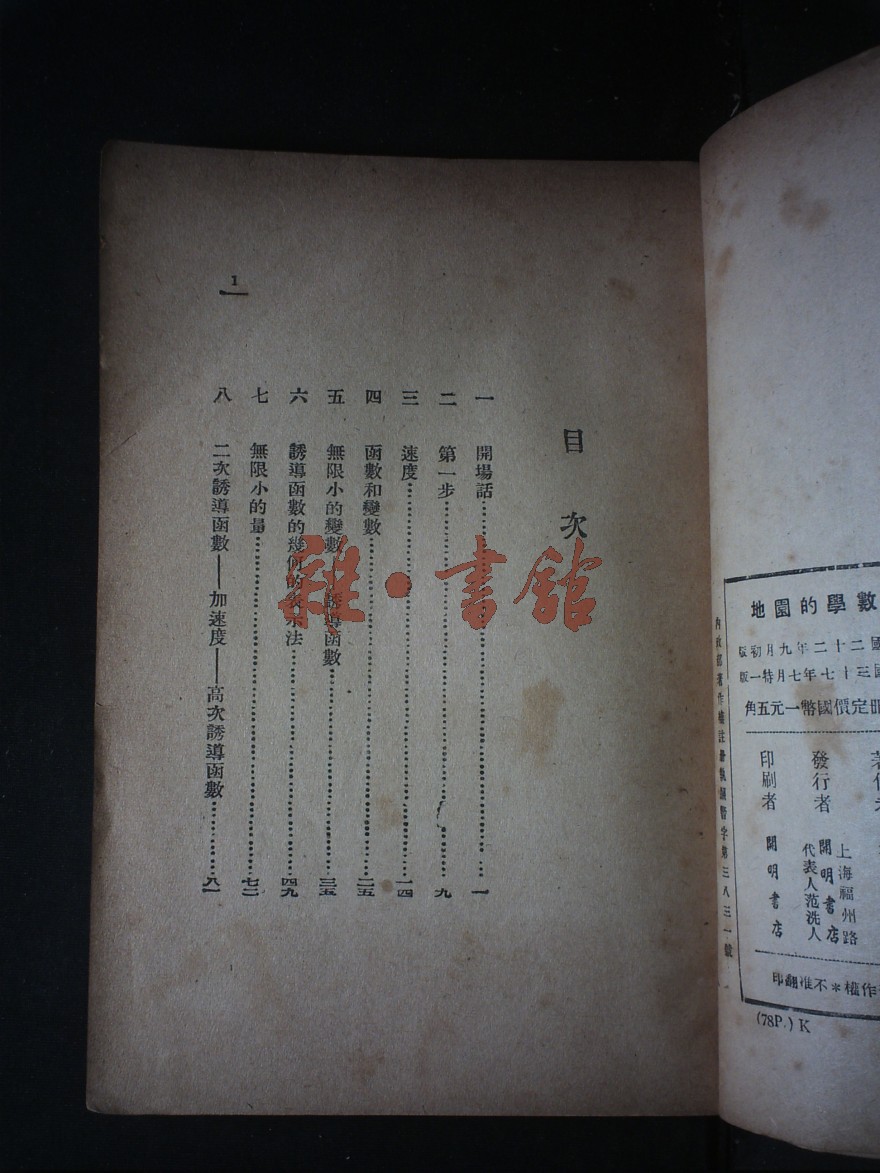 數學的園地
國二十二年九月初版
國三十七年七月特一版
冊定價國幣一元五角
發行者
上海福州路
開明書店
代表人范洗人
印刷者
開明書店
作權*不准翻印
內政部著作權註冊執照警字第三八三一號
(78P.) K
目次
一 開場話 一
二 第一步 九
三 速度 一四
四 函數和變數 二五
五 無限小的變數——誘導函數 三五
六 誘導函數的幾何的表示法 四九
七 無限小的量 七二
八 二次誘導函數——加速度——高次誘導函數 八一
1
雜·書館